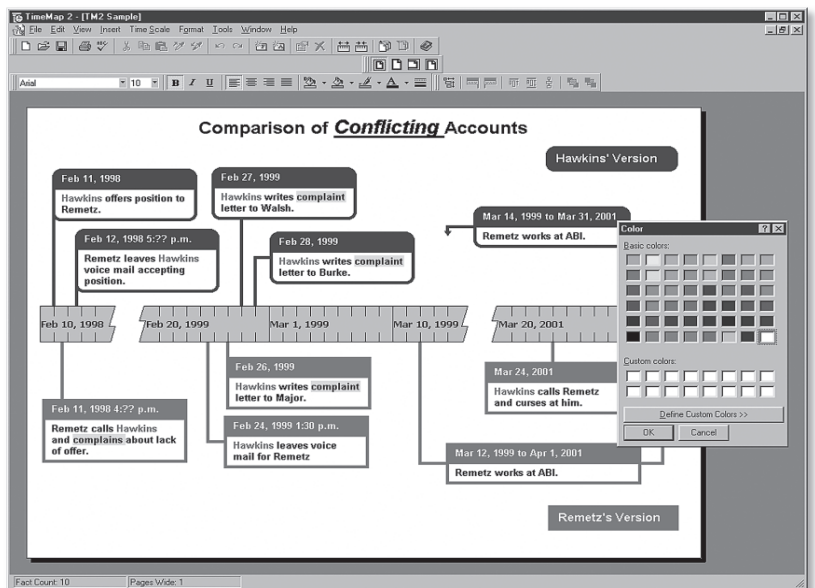 TimeMap 2 - [TM2 Sample]
File Edit View Insert Time Scale Format Tools Window Help
Arial 10 B I U
Comparison of Conflicting Accounts
Hawkins' Version
Feb 11, 1998
Hawkins offers position to
Remetz.
Feb 27, 1999
Hawkins writes complaint
letter to Walsh.
Mar 14, 1999 to Mar 31, 2001
Remetz works at ABI.
Feb 12, 1998 5:?? p.m.
Remetz leaves Hawkins
voice mail accepting
position.
Feb 28, 1999
Hawkins writes complaint
letter to Burke.
Feb 10, 1998 Feb 20, 1999 Mar 1, 1999 Mar 10, 1999 Mar 20, 2001
Feb 26, 1999
Hawkins writes complaint
letter to Major.
Mar 24, 2001
Hawkins calls Remetz
and curses at him.
Feb 11, 1998 4:?? p.m.
Remetz calls Hawkins
and complains about lack
of offer.
Feb 24, 1999 1:30 p.m.
Hawkins leaves voice
mail for Remetz
Mar 12, 1999 to Apr 1, 2001
Remetz works at ABI.
Remetz's Version
Color
Basic colors:
Custom colors:
Define Custom Colors >>
OK Cancel
Fact Count: 10 Pages Wide: 1